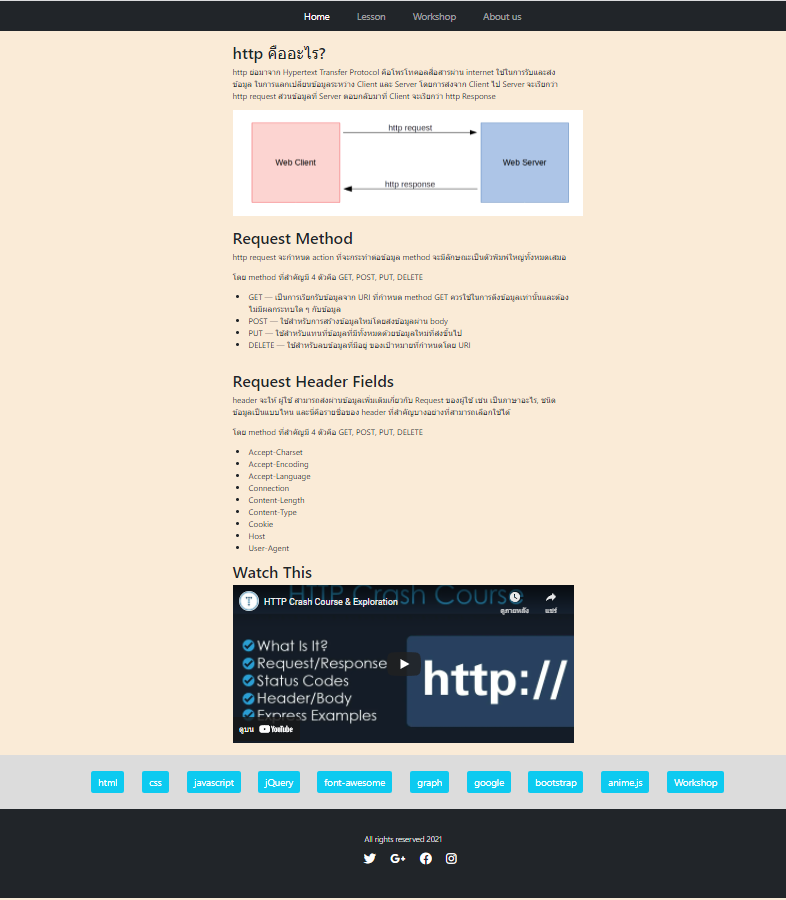 Home Lesson Workshop About us
http คืออะไร?
http ย่อมาจาก Hypertext Transfer Protocol คือโพรโทคอลสื่อสารผ่าน internet ใช้ในการรับและส่ง
ข้อมูล ในการแลกเปลี่ยนข้อมูลระหว่าง Client และ Server โดยการส่งจาก Client ไป Server จะเรียกว่า
http request ส่วนข้อมูลที่ Server ตอบกลับมาที่ Client จะเรียกว่า http Response
http request
Web Client
Web Server
http response
Request Method
http request จะกำหนด action ที่จะกระทำต่อข้อมูล method จะมีลักษณะเป็นตัวพิมพ์ใหญ่ทั้งหมดเสมอ
โดย method ที่สำคัญมี 4 ตัวคือ GET, POST, PUT, DELETE
GET — เป็นการเรียกรับข้อมูลจาก URI ที่กำหนด method GET ควรใช้ในการดึงข้อมูลเท่านั้นและต้อง
ไม่มีผลกระทบใด ๆ กับข้อมูล
POST — ใช้สำหรับการสร้างข้อมูลใหม่โดยส่งข้อมูลผ่าน body
PUT — ใช้สำหรับแทนที่ข้อมูลที่มีทั้งหมดด้วยข้อมูลใหม่ที่ส่งขึ้นไป
DELETE — ใช้สำหรับลบข้อมูลที่มีอยู่ ของเป้าหมายที่กำหนดโดย URI
Request Header Fields
header จะให้ ผู้ใช้ สามารถส่งผ่านข้อมูลเพิ่มเติมเกี่ยวกับ Request ของผู้ใช้ เช่น เป็นภาษาอะไร, ชนิด
ข้อมูลเป็นแบบไหน และนี่คือรายชื่อของ header ที่สำคัญบางอย่างที่สามารถเลือกใช้ได้
โดย method ที่สำคัญมี 4 ตัวคือ GET, POST, PUT, DELETE
Accept-Charset
Accept-Encoding
Accept-Language
Connection
Content-Length
Content-Type
Cookie
Host
User-Agent
Watch This
HTTP Crash Course
HTTP Crash Course & Exploration
ดูภายหลัง แชร์
What Is It?
Request/Response
Status Codes
Header/Body
Express Examples
http://
ดูบน YouTube
html css javascript jQuery font-awesome graph google bootstrap anime.js Workshop
All rights reserved 2021